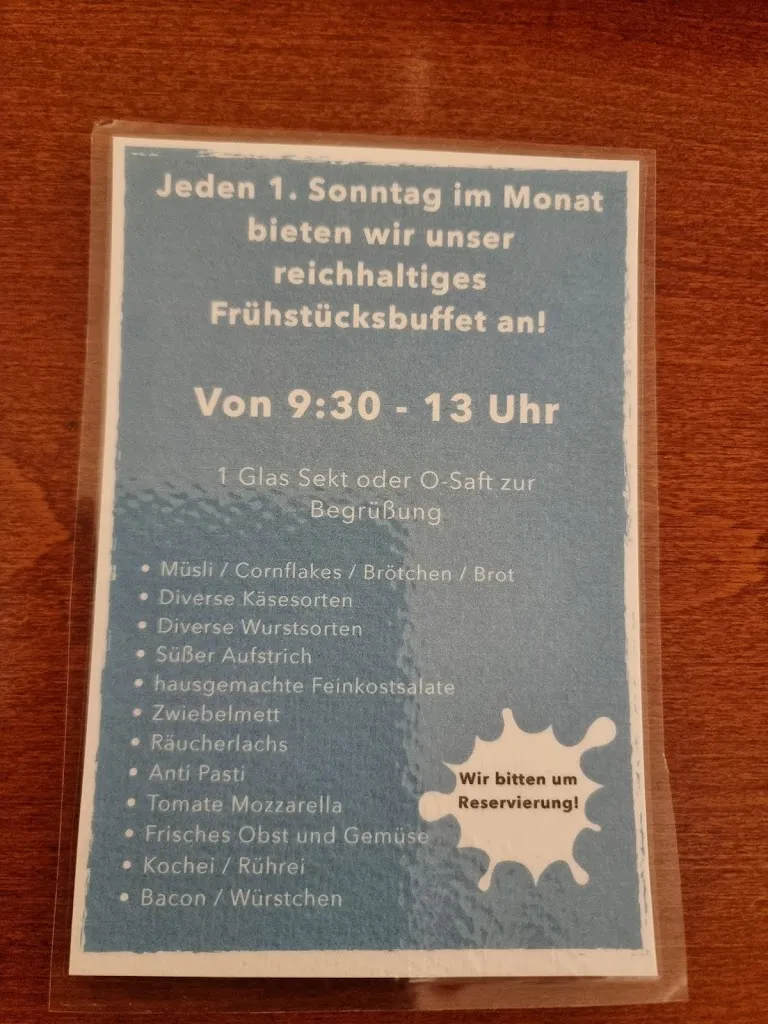 Jeden 1. Sonntag im Monat
bieten wir unser
reichhaltiges
Frühstücksbuffet an!
Von 9:30 - 13 Uhr
1 Glas Sekt oder O-Saft zur
Begrüßung
• Müsli / Cornflakes / Brötchen / Brot
• Diverse Käsesorten
• Diverse Wurstsorten
• Süßer Aufstrich
• hausgemachte Feinkostsalate
• Zwiebelmett
• Räucherlachs
• Anti Pasti
• Tomate Mozzarella
• Frisches Obst und Gemüse
• Kochei / Rührei
• Bacon / Würstchen
Wir bitten um
Reservierung!